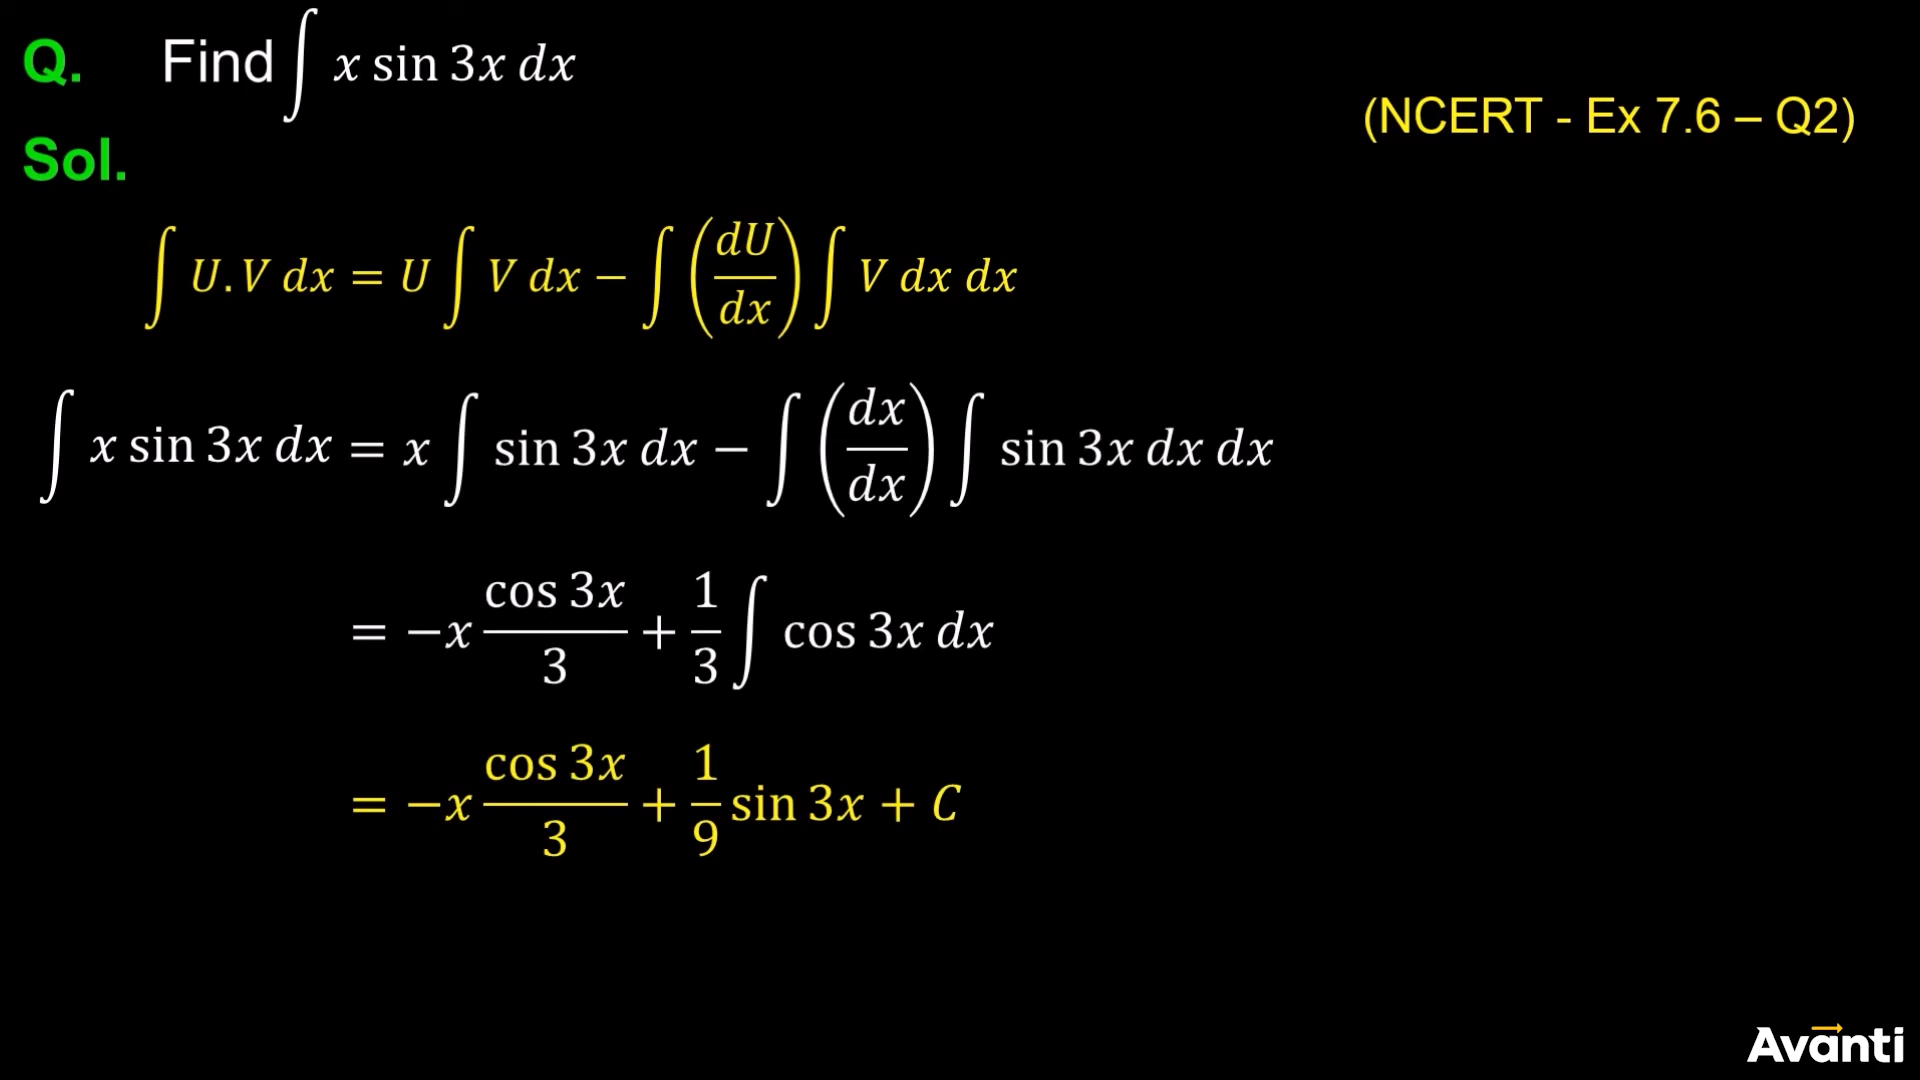 Q. Find ∫ x sin 3x dx
(NCERT - Ex 7.6 – Q2)
Sol.
∫ U.V dx = U ∫ V dx − ∫ (dU/dx) ∫ V dx dx
∫ x sin 3x dx = x ∫ sin 3x dx − ∫ (dx/dx) ∫ sin 3x dx dx
= −x cos 3x/3 + 1/3 ∫ cos 3x dx
= −x cos 3x/3 + 1/9 sin 3x + C
Avanti